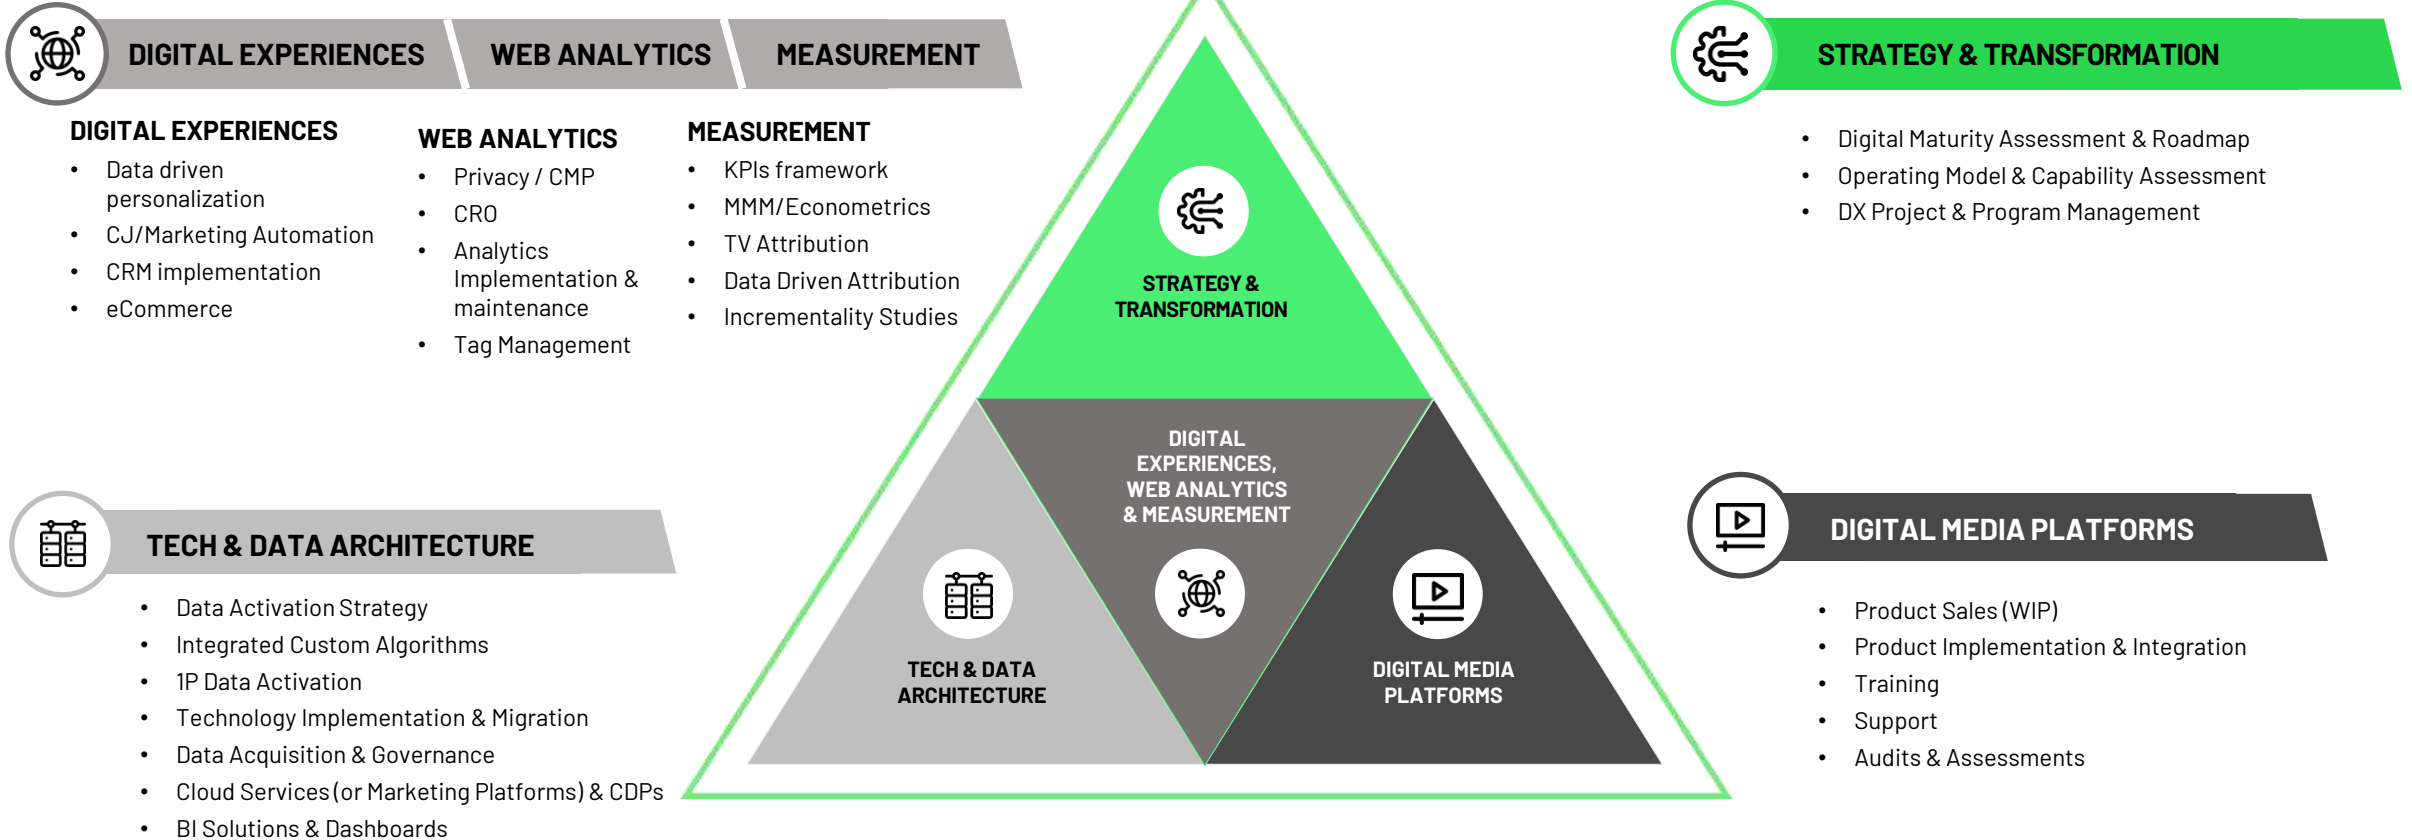 DIGITAL EXPERIENCES
WEB ANALYTICS
MEASUREMENT
DIGITAL EXPERIENCES
• Data driven
personalization
• CJ/Marketing Automation
• CRM implementation
• eCommerce
WEB ANALYTICS
• Privacy / CMP
• CRO
• Analytics
Implementation &
maintenance
• Tag Management
MEASUREMENT
• KPIs framework
• MMM/Econometrics
• TV Attribution
• Data Driven Attribution
• Incrementality Studies
STRATEGY & TRANSFORMATION
• Digital Maturity Assessment & Roadmap
• Operating Model & Capability Assessment
• DX Project & Program Management
STRATEGY &
TRANSFORMATION
DIGITAL
EXPERIENCES,
WEB ANALYTICS
& MEASUREMENT
TECH & DATA
ARCHITECTURE
DIGITAL MEDIA
PLATFORMS
TECH & DATA ARCHITECTURE
• Data Activation Strategy
• Integrated Custom Algorithms
• 1P Data Activation
• Technology Implementation & Migration
• Data Acquisition & Governance
• Cloud Services (or Marketing Platforms) & CDPs
• BI Solutions & Dashboards
DIGITAL MEDIA PLATFORMS
• Product Sales (WIP)
• Product Implementation & Integration
• Training
• Support
• Audits & Assessments